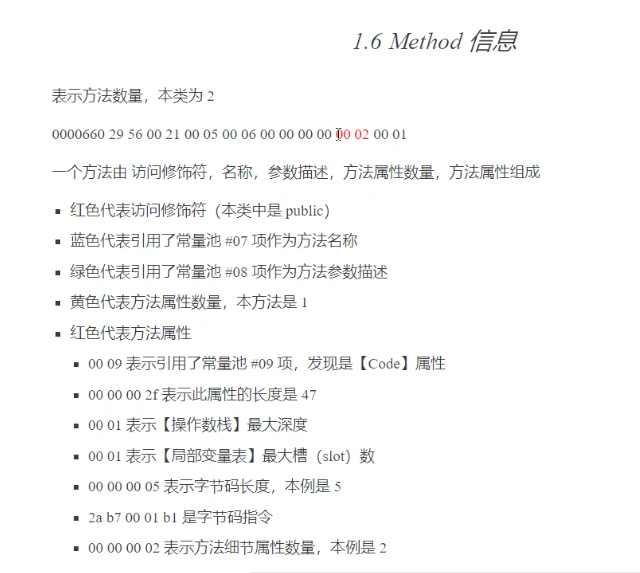 1.6 Method 信息
表示方法数量，本类为 2
0000660 29 56 00 21 00 05 00 06 00 00 00 00 00 02 00 01
一个方法由 访问修饰符，名称，参数描述，方法属性数量，方法属性组成
红色代表访问修饰符（本类中是 public）
蓝色代表引用了常量池 #07 项作为方法名称
绿色代表引用了常量池 #08 项作为方法参数描述
黄色代表方法属性数量，本方法是 1
红色代表方法属性
00 09 表示引用了常量池 #09 项，发现是【Code】属性
00 00 00 2f 表示此属性的长度是 47
00 01 表示【操作数栈】最大深度
00 01 表示【局部变量表】最大槽（slot）数
00 00 00 05 表示字节码长度，本例是 5
2a b7 00 01 b1 是字节码指令
00 00 00 02 表示方法细节属性数量，本例是 2